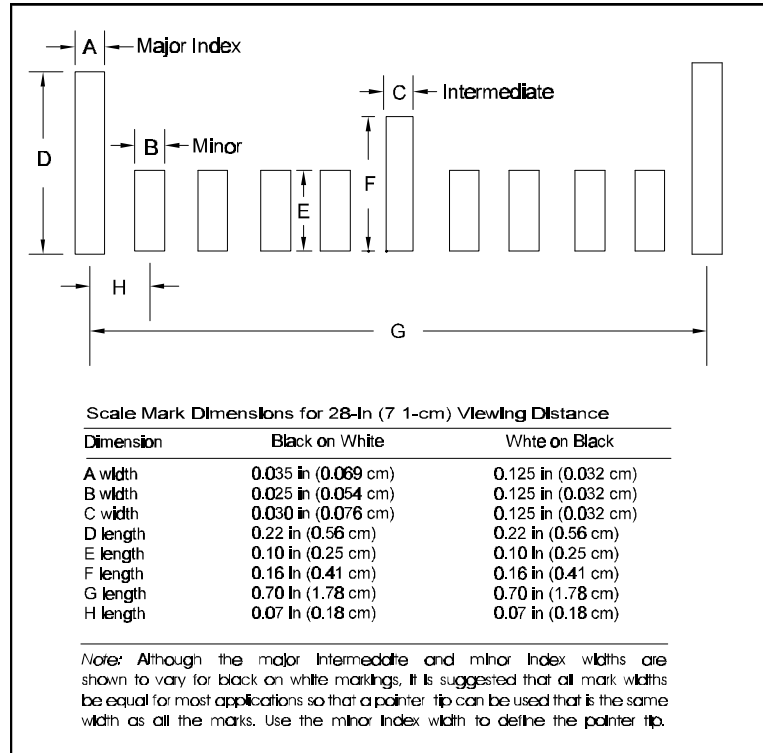 A Major Index
C Intermediate
B Minor
D
F
E
H
G
Scale Mark Dimensions for 28-in (7 1-cm) Viewing Distance
Dimension Black on White Whte on Black
A width 0.035 in (0.069 cm) 0.125 in (0.032 cm)
B width 0.025 in (0.054 cm) 0.125 in (0.032 cm)
C width 0.030 in (0.076 cm) 0.125 in (0.032 cm)
D length 0.22 in (0.56 cm) 0.22 in (0.56 cm)
E length 0.10 in (0.25 cm) 0.10 in (0.25 cm)
F length 0.16 in (0.41 cm) 0.16 in (0.41 cm)
G length 0.70 in (1.78 cm) 0.70 in (1.78 cm)
H length 0.07 in (0.18 cm) 0.07 in (0.18 cm)
Note: Although the major intermedaite and minor index widths are
shown to vary for black on white markings, it is suggested that all mark widths
be equal for most applications so that a pointer tip can be used that is the same
width as all the marks. Use the minor index width to define the pointer tip.